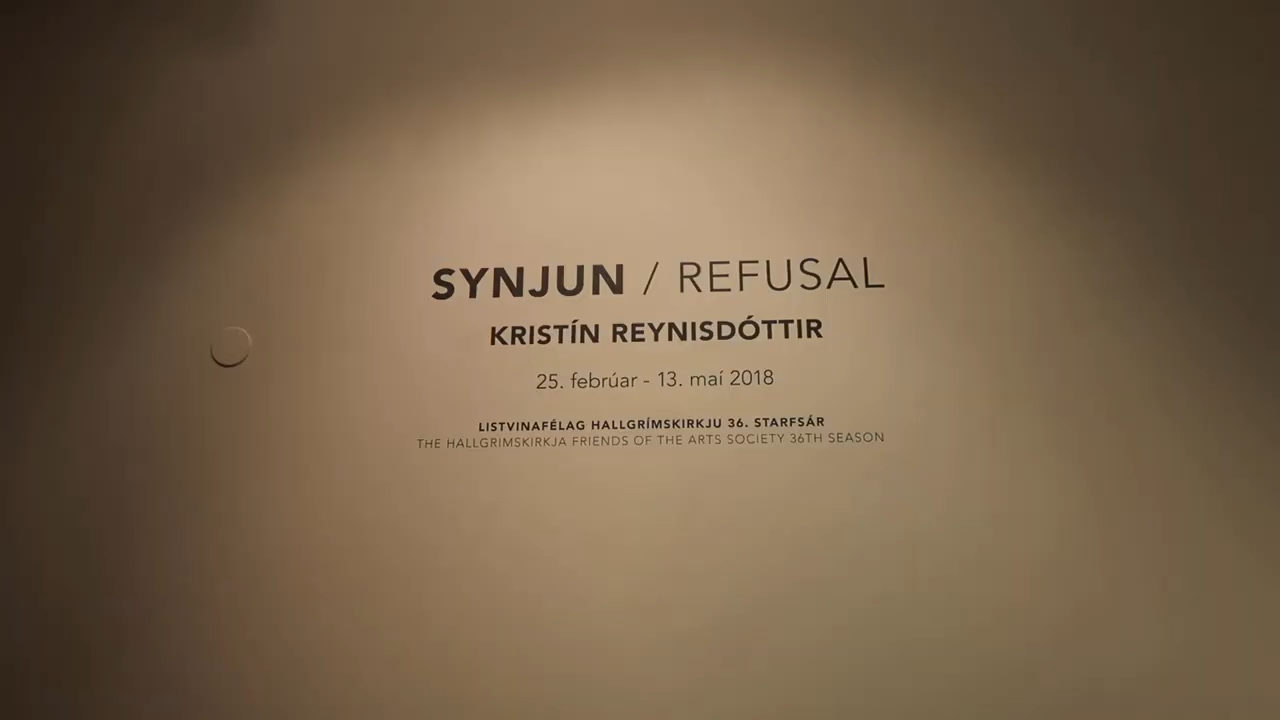 SYNJUN / REFUSAL
KRISTÍN REYNISDÓTTIR
25. febrúar - 13. maí 2018
LISTVINAFÉLAG HALLGRÍMSKIRKJU 36. STARFSÁR
THE HALLGRIMSKIRKJA FRIENDS OF THE ARTS SOCIETY 36TH SEASON